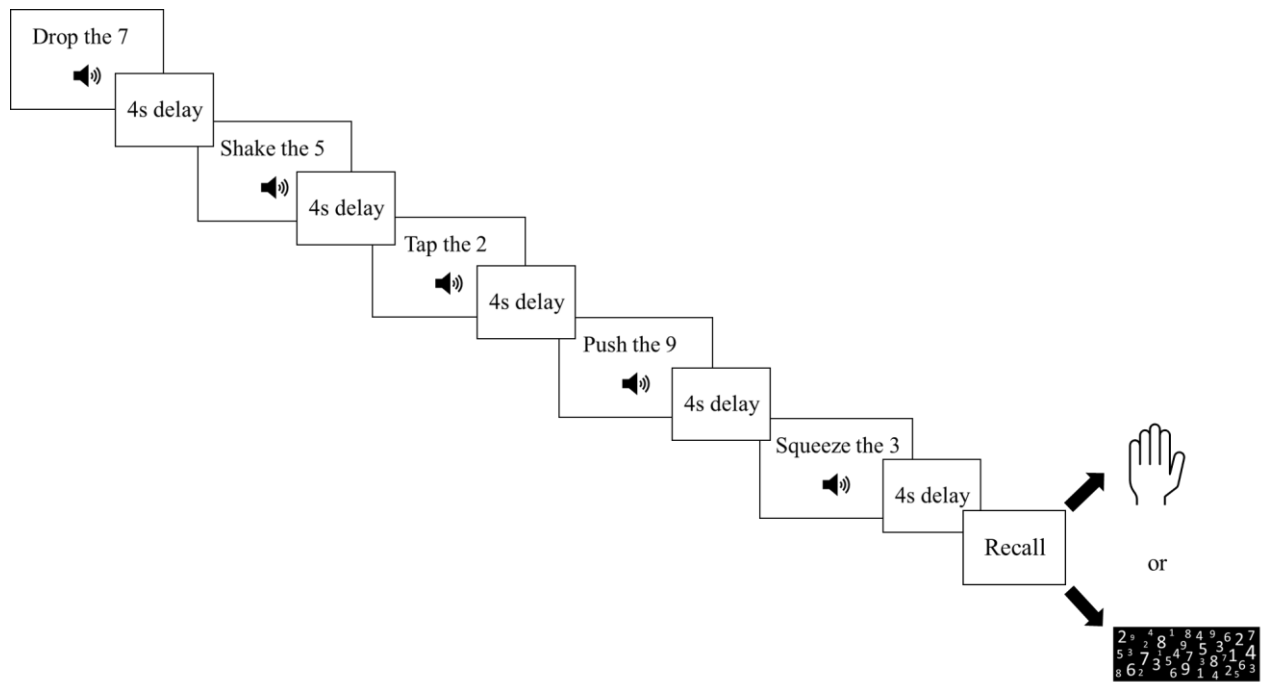 Drop the 7
4s delay
Shake the 5
4s delay
Tap the 2
4s delay
Push the 9
4s delay
Squeeze the 3
4s delay
Recall
or